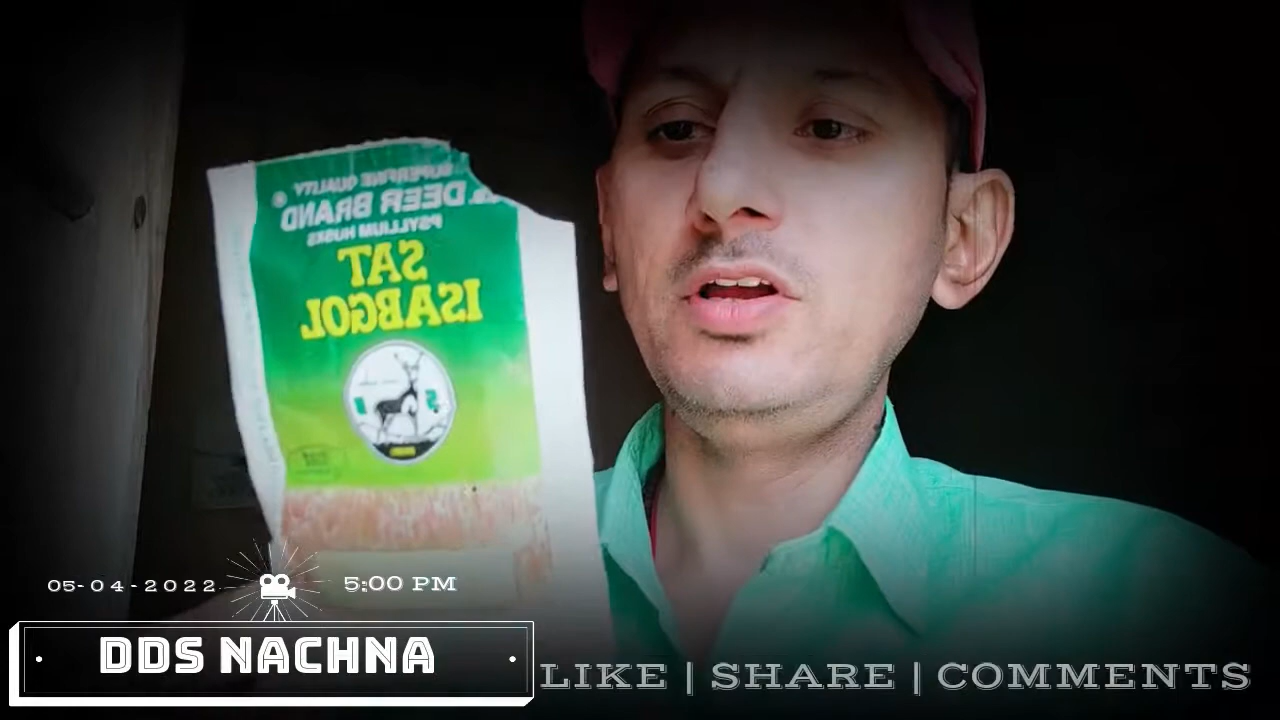 SUPERFINE QUALITY
DEER BRAND ®
PSYLLIUM HUSKS
SAT
ISABGOL
05-04-2022
5:00 PM
DDS NACHNA
LIKE | SHARE | COMMENTS